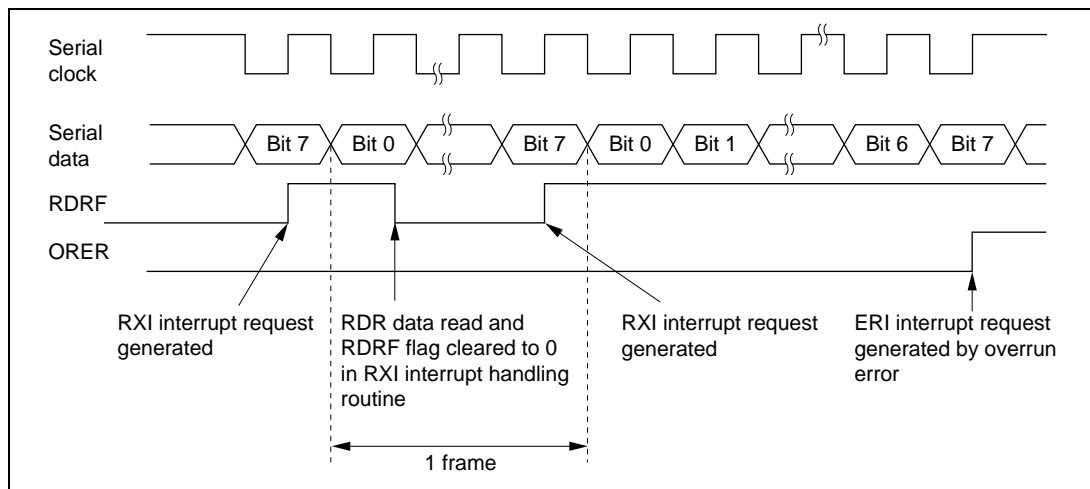 Serial
clock
Serial
data
Bit 7
Bit 0
Bit 7
Bit 0
Bit 1
Bit 6
Bit 7
RDRF
ORER
RXI interrupt request
generated
RDR data read and
RDRF flag cleared to 0
in RXI interrupt handling
routine
RXI interrupt request
generated
ERI interrupt request
generated by overrun
error
1 frame